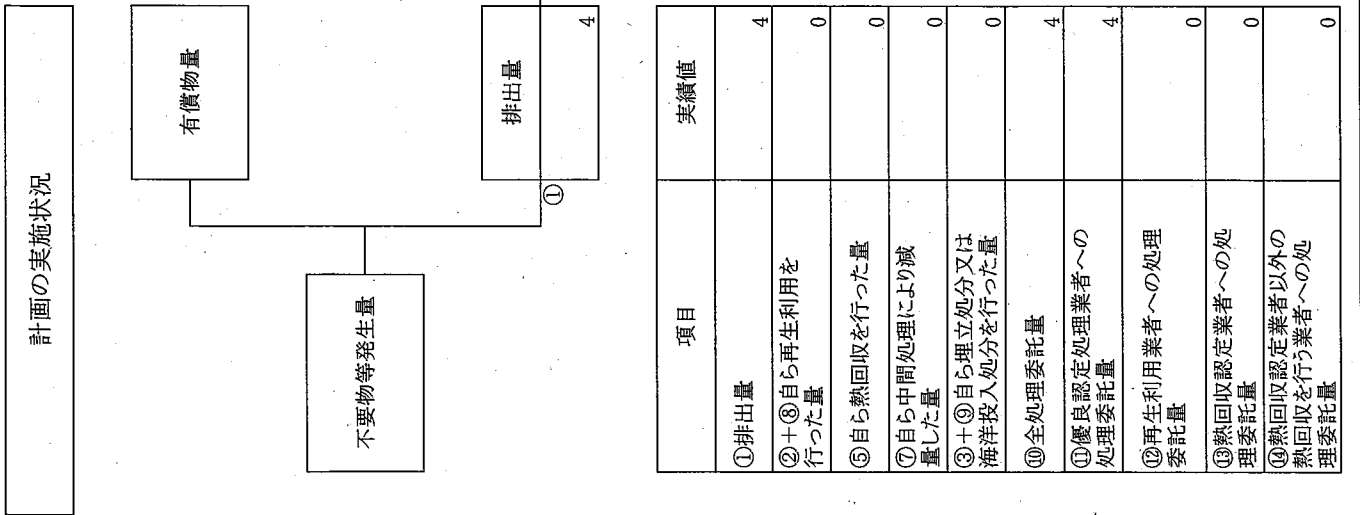 計画の実施状況
有償物量
不要物等発生量
①
排出量
4
項目
実績値
①排出量
4
②+⑧自ら再生利用を
行った量
0
⑤自ら熱回収を行った量
0
⑦自ら中間処理により減
量した量
0
③+⑨自ら埋立処分又は
海洋投入処分を行った量
0
⑩全処理委託量
4
⑪優良認定処理業者への
処理委託量
4
⑫再生利用業者への処理
委託量
0
⑬熱回収認定業者への処
理委託量
0
⑭熱回収認定業者以外の
熱回収を行う業者への処
理委託量
0